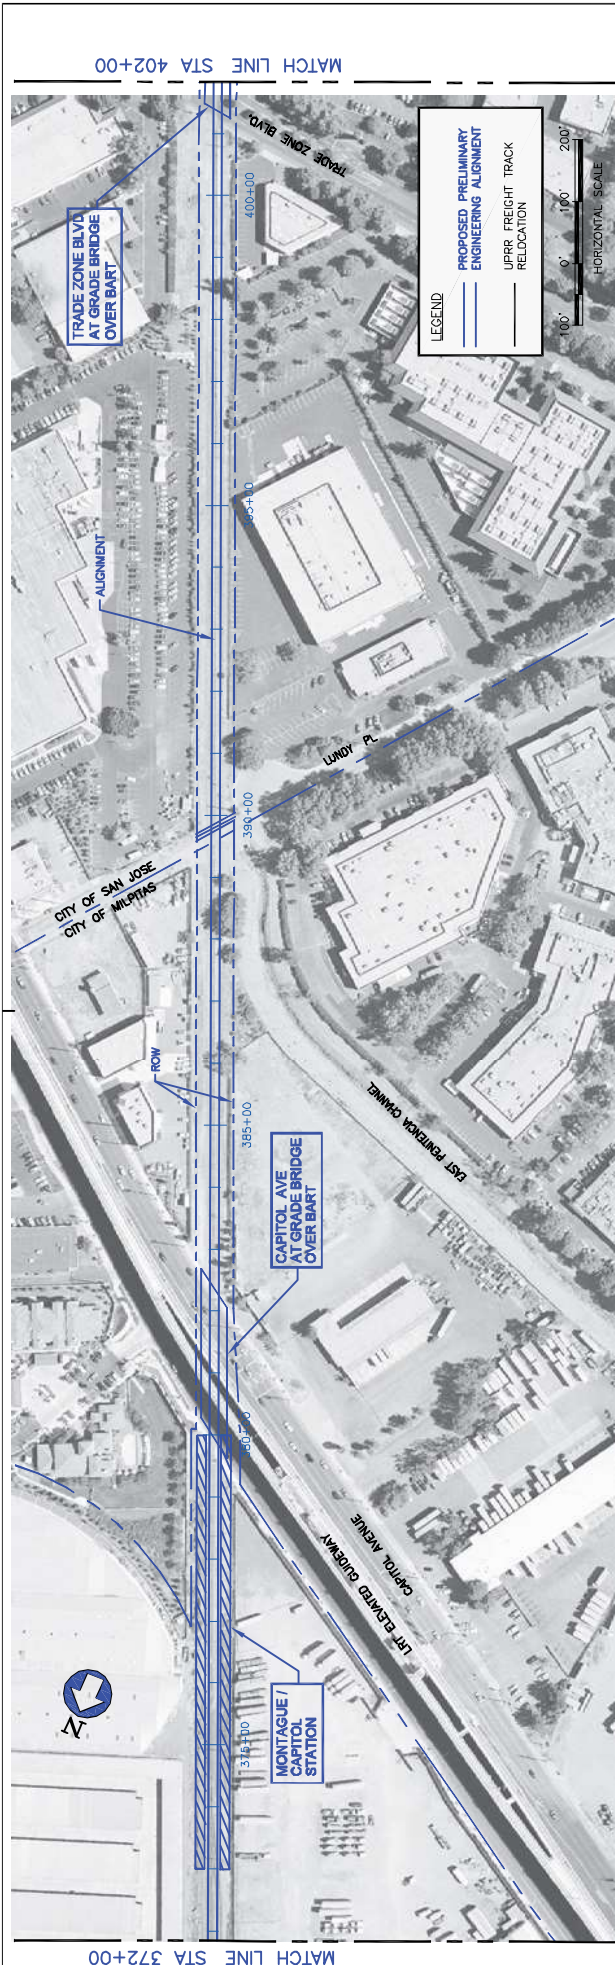 MATCH LINE STA 402+00
TRADE ZONE BLVD.
TRADE ZONE BLVD
AT GRADE BRIDGE
OVER BART
400+00
LEGEND
PROPOSED PRELIMINARY
ENGINEERING ALIGNMENT
UPRR FREIGHT TRACK
RELOCATION
100'
0'
100'
200'
HORIZONTAL SCALE
395+00
ALIGNMENT
LUNDY PL
390+00
CITY OF SAN JOSE
CITY OF MILPITAS
ROW
385+00
EAST PENITENCIA CHANNEL
CAPITOL AVE
AT GRADE BRIDGE
OVER BART
380+00
CAPITOL AVENUE
LRT ELEVATED GUIDEWAY
N
375+00
MONTAGUE /
CAPITOL
STATION
MATCH LINE STA 372+00